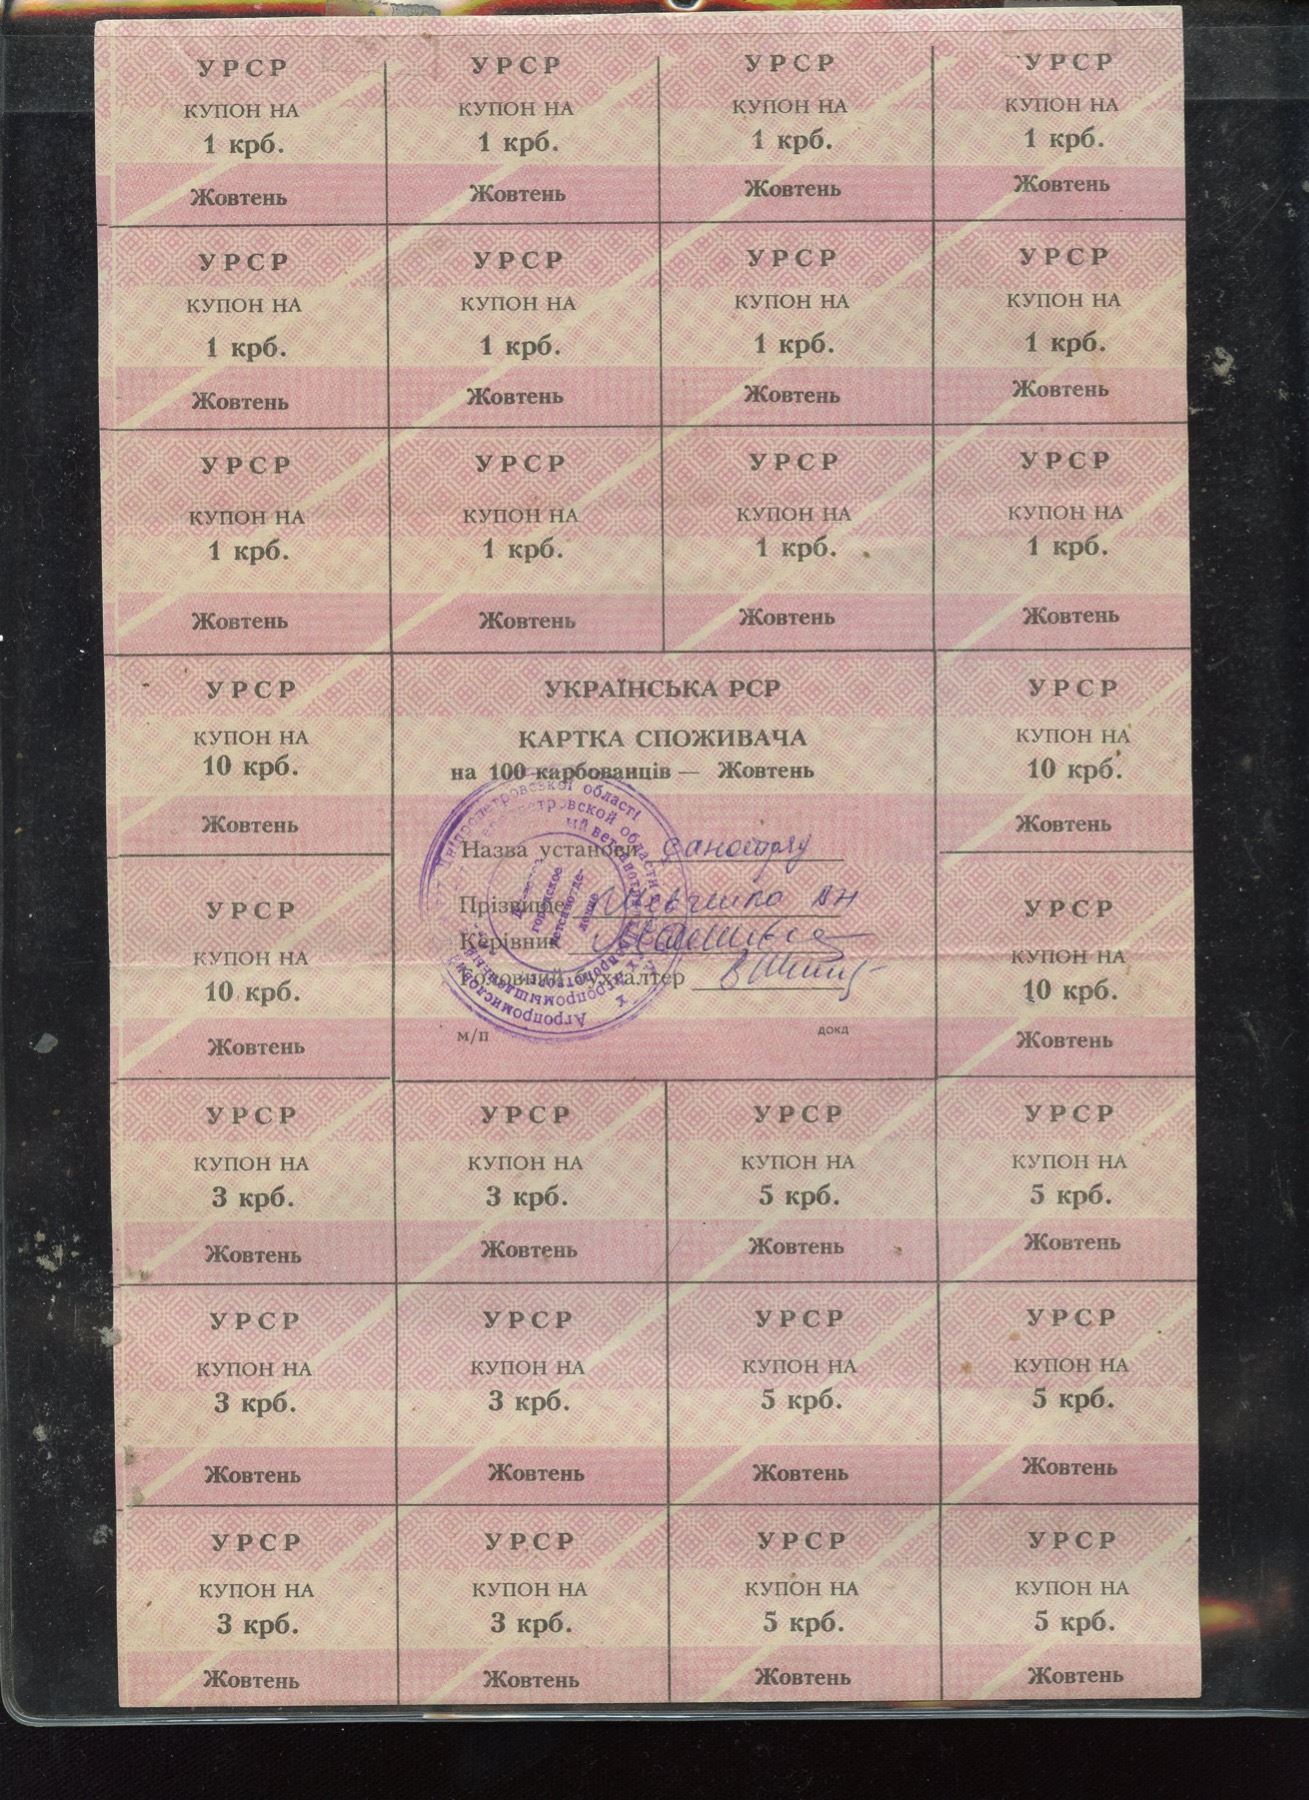 УРСР УРСР УРСР УРСР
КУПОН НА КУПОН НА КУПОН НА КУПОН НА
1 крб. 1 крб. 1 крб. 1 крб.
Жовтень Жовтень Жовтень Жовтень
УРСР УРСР УРСР УРСР
КУПОН НА КУПОН НА КУПОН НА КУПОН НА
1 крб. 1 крб. 1 крб. 1 крб.
Жовтень Жовтень Жовтень Жовтень
УРСР УРСР УРСР УРСР
КУПОН НА КУПОН НА КУПОН НА КУПОН НА
1 крб. 1 крб. 1 крб. 1 крб.
Жовтень Жовтень Жовтень Жовтень
УРСР
КУПОН НА
10 крб.
Жовтень
УРСР
КУПОН НА
10 крб.
Жовтень
УКРАЇНСЬКА РСР
КАРТКА СПОЖИВАЧА
на 100 карбованців — Жовтень
Назва установи
Прізвище
Керівник
Головний бухгалтер
м/п докд
області
области
городское
УРСР
КУПОН НА
10 крб.
Жовтень
УРСР
КУПОН НА
10 крб.
Жовтень
УРСР УРСР УРСР УРСР
КУПОН НА КУПОН НА КУПОН НА КУПОН НА
3 крб. 3 крб. 5 крб. 5 крб.
Жовтень Жовтень Жовтень Жовтень
УРСР УРСР УРСР УРСР
КУПОН НА КУПОН НА КУПОН НА КУПОН НА
3 крб. 3 крб. 5 крб. 5 крб.
Жовтень Жовтень Жовтень Жовтень
УРСР УРСР УРСР УРСР
КУПОН НА КУПОН НА КУПОН НА КУПОН НА
3 крб. 3 крб. 5 крб. 5 крб.
Жовтень Жовтень Жовтень Жовтень